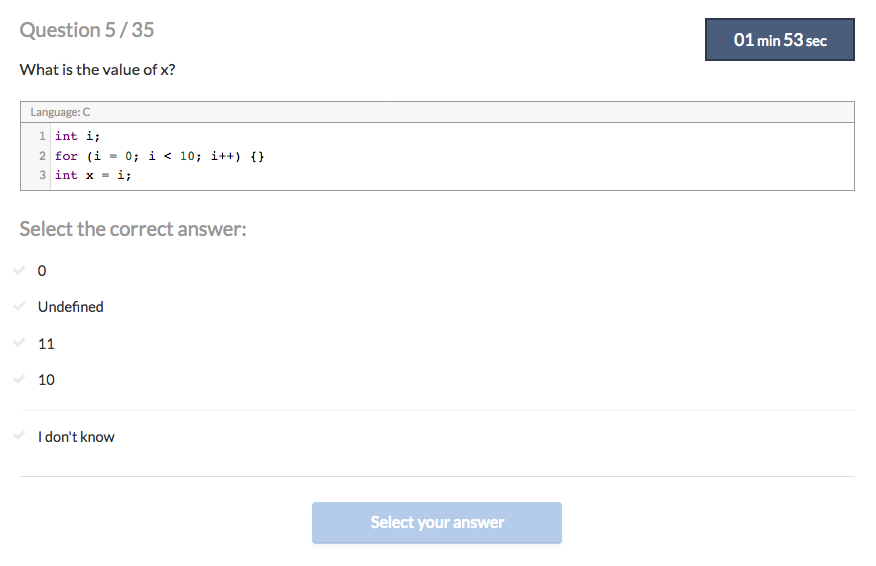 Question 5 / 35
01 min 53 sec
What is the value of x?
Language: C
1 int i;
2 for (i = 0; i < 10; i++) {}
3 int x = i;
Select the correct answer:
0
Undefined
11
10
I don't know
Select your answer